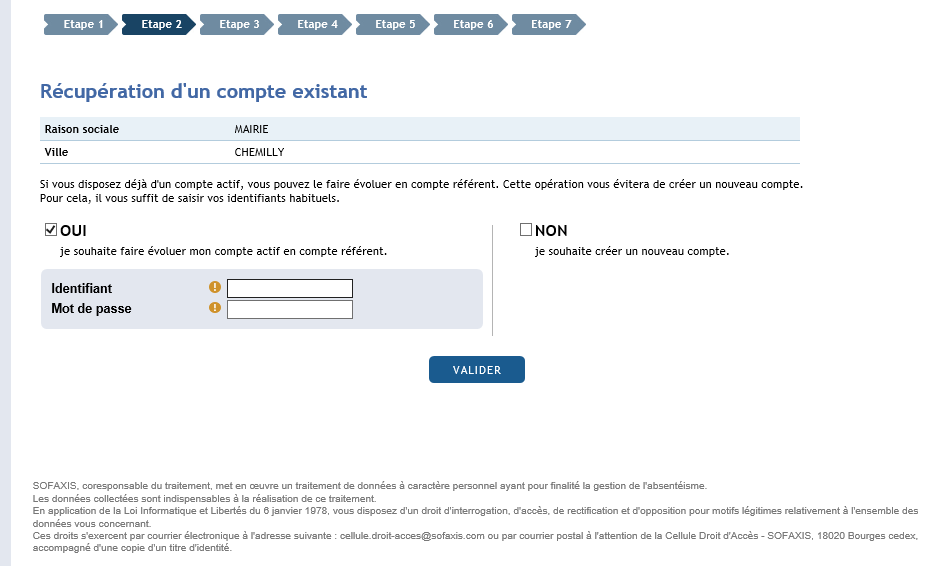 Etape 1 Etape 2 Etape 3 Etape 4 Etape 5 Etape 6 Etape 7
Récupération d'un compte existant
Raison sociale MAIRIE
Ville CHEMILLY
Si vous disposez déjà d'un compte actif, vous pouvez le faire évoluer en compte référent. Cette opération vous évitera de créer un nouveau compte.
Pour cela, il vous suffit de saisir vos identifiants habituels.
OUI
je souhaite faire évoluer mon compte actif en compte référent.
Identifiant
Mot de passe
NON
je souhaite créer un nouveau compte.
VALIDER
SOFAXIS, coresponsable du traitement, met en œuvre un traitement de données à caractère personnel ayant pour finalité la gestion de l'absentéisme.
Les données collectées sont indispensables à la réalisation de ce traitement.
En application de la Loi Informatique et Libertés du 6 janvier 1978, vous disposez d'un droit d'interrogation, d'accès, de rectification et d'opposition pour motifs légitimes relativement à l'ensemble des
données vous concernant.
Ces droits s'exercent par courrier électronique à l'adresse suivante : cellule.droit-acces@sofaxis.com ou par courrier postal à l'attention de la Cellule Droit d'Accès - SOFAXIS, 18020 Bourges cedex,
accompagné d'une copie d'un titre d'identité.